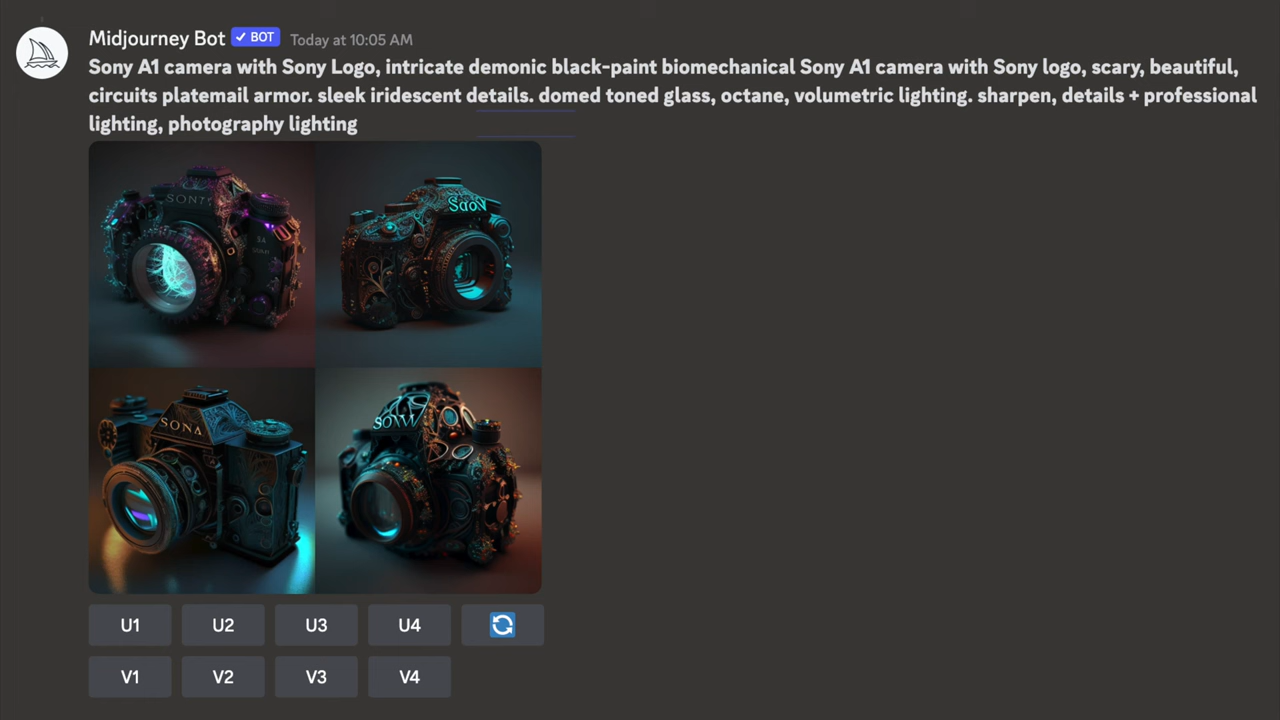 Midjourney Bot ✓ BOT Today at 10:05 AM
Sony A1 camera with Sony Logo, intricate demonic black-paint biomechanical Sony A1 camera with Sony logo, scary, beautiful,
circuits platemail armor. sleek iridescent details. domed toned glass, octane, volumetric lighting. sharpen, details + professional
lighting, photography lighting
SONA
U1 U2 U3 U4
V1 V2 V3 V4